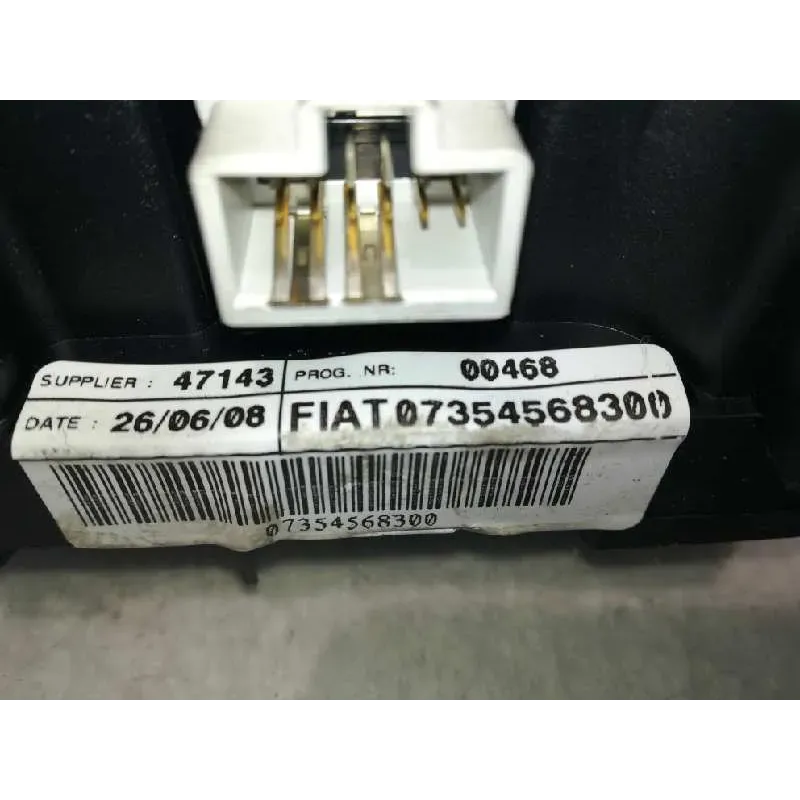 SUPPLIER : 47143 PROG. NR: 00468
DATE : 26/06/08 FIAT07354568300
07354568300